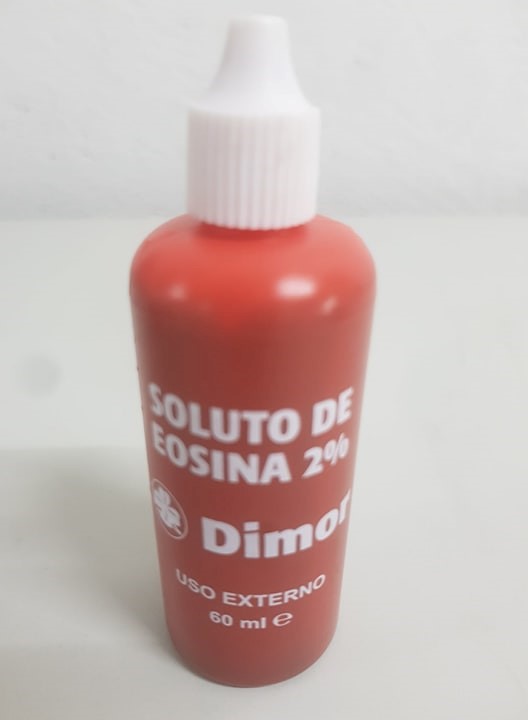 SOLUTO DE
EOSINA 2%
Dimor
USO EXTERNO
60 ml ℮